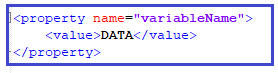 <property name="variableName">
<value>DATA</value>
</property>